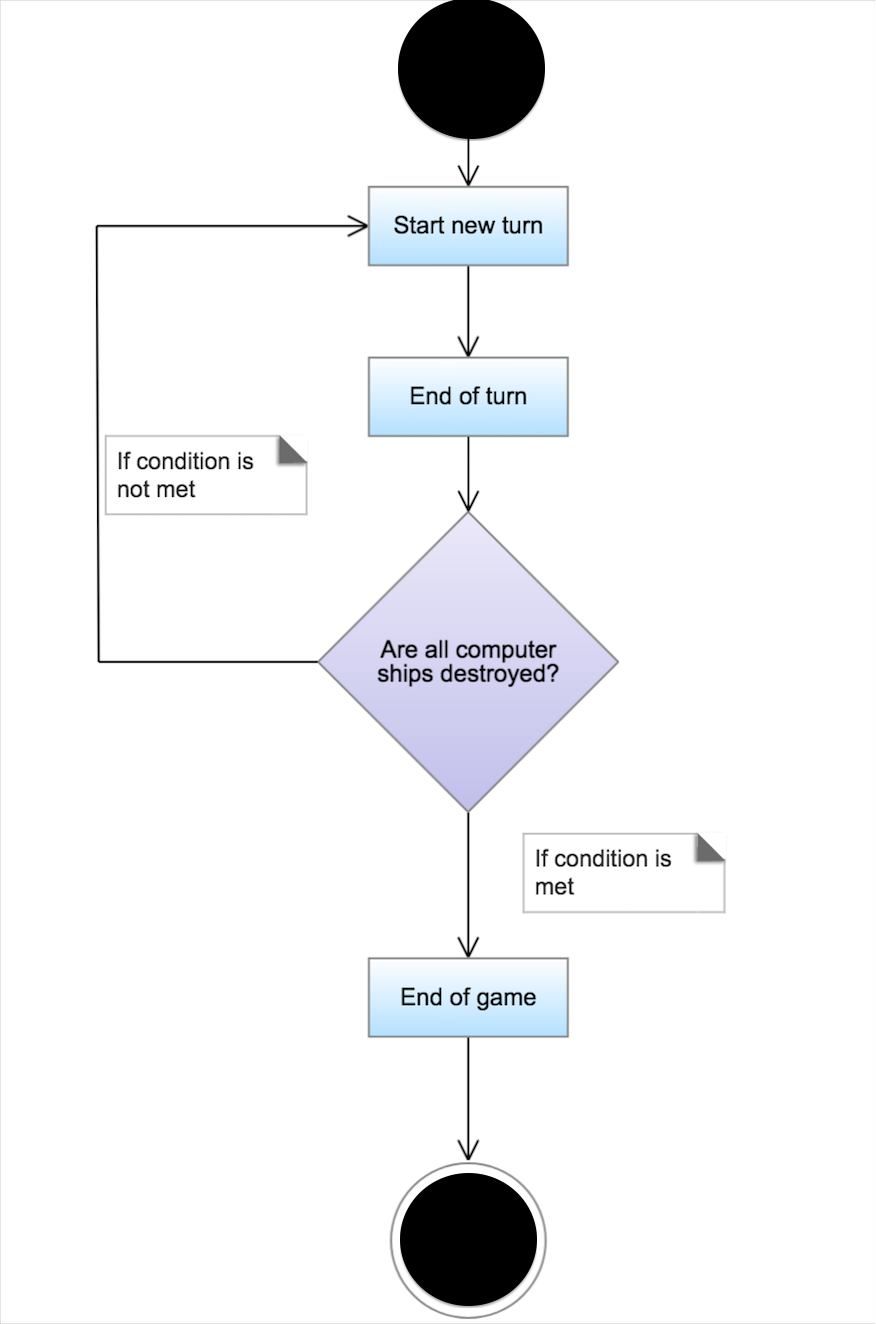 Start new turn
End of turn
If condition is
not met
Are all computer
ships destroyed?
If condition is
met
End of game